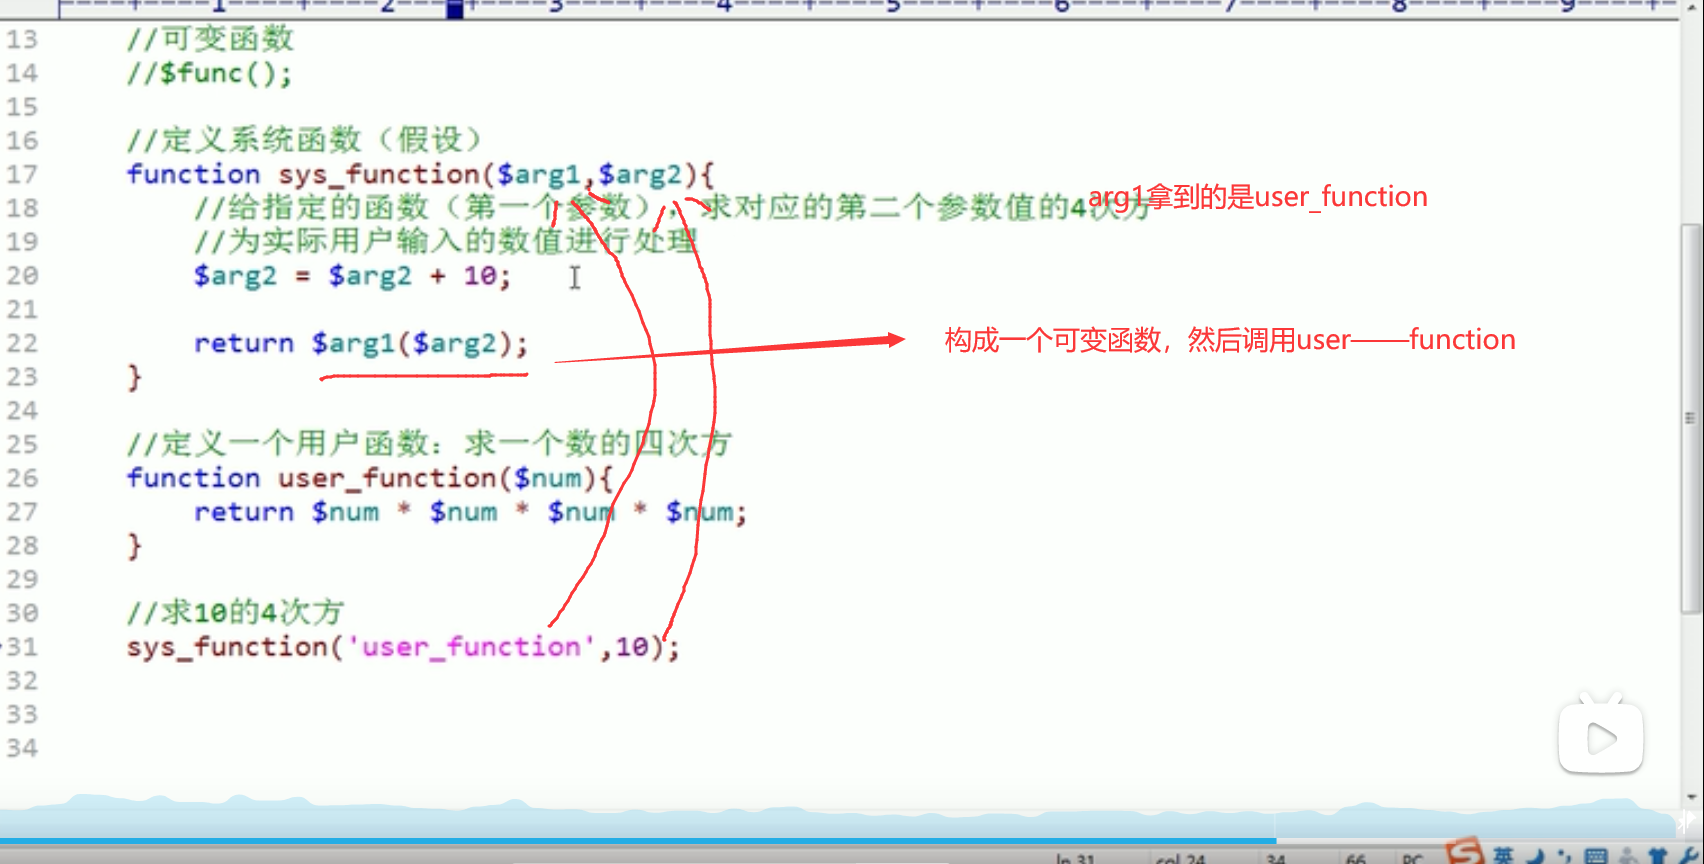 ----+----1----+----2----+----3----+----4----+----5----+----6----+----7----+----8----+----9----+--
13 //可变函数
14 //$func();
15
16 //定义系统函数（假设）
17 function sys_function($arg1,$arg2){
18 //给指定的函数（第一个参数），求对应的第二个参数值的4次方
arg1拿到的是user_function
19 //为实际用户输入的数值进行处理
20 $arg2 = $arg2 + 10;
21
22 return $arg1($arg2);
构成一个可变函数，然后调用user——function
23 }
24
25 //定义一个用户函数：求一个数的四次方
26 function user_function($num){
27 return $num * $num * $num * $num;
28 }
29
30 //求10的4次方
31 sys_function('user_function',10);
32
33
34
ln 31 col 24 34 66 PC 英